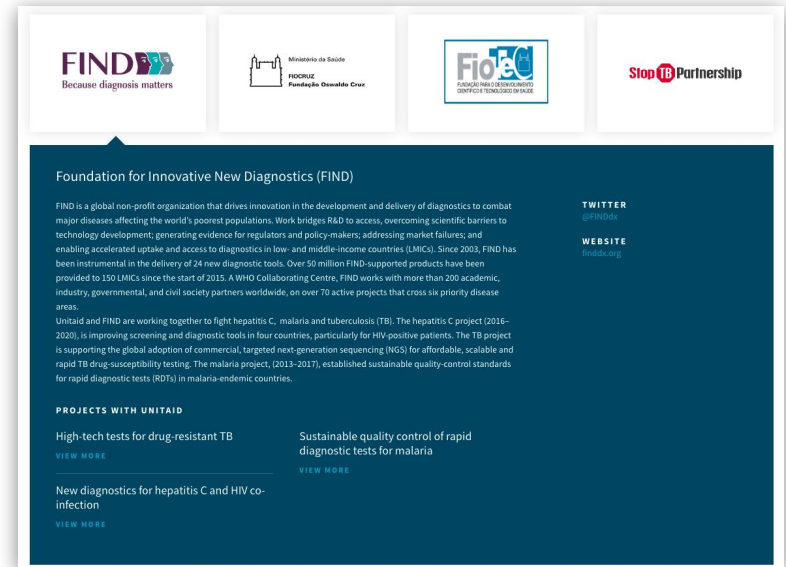 FIND
Because diagnosis matters
Ministério da Saúde
FIOCRUZ
Fundação Oswaldo Cruz
FioTeC
FUNDAÇÃO PARA O DESENVOLVIMENTO
CIENTÍFICO E TECNOLÓGICO EM SAÚDE
Stop TB Partnership
Foundation for Innovative New Diagnostics (FIND)
FIND is a global non-profit organization that drives innovation in the development and delivery of diagnostics to combat
major diseases affecting the world's poorest populations. Work bridges R&D to access, overcoming scientific barriers to
technology development; generating evidence for regulators and policy-makers; addressing market failures; and
enabling accelerated uptake and access to diagnostics in low- and middle-income countries (LMICs). Since 2003, FIND has
been instrumental in the delivery of 24 new diagnostic tools. Over 50 million FIND-supported products have been
provided to 150 LMICs since the start of 2015. A WHO Collaborating Centre, FIND works with more than 200 academic,
industry, governmental, and civil society partners worldwide, on over 70 active projects that cross six priority disease
areas.
Unitaid and FIND are working together to fight hepatitis C, malaria and tuberculosis (TB). The hepatitis C project (2016–
2020), is improving screening and diagnostic tools in four countries, particularly for HIV-positive patients. The TB project
is supporting the global adoption of commercial, targeted next-generation sequencing (NGS) for affordable, scalable and
rapid TB drug-susceptibility testing. The malaria project, (2013–2017), established sustainable quality-control standards
for rapid diagnostic tests (RDTs) in malaria-endemic countries.
TWITTER
@FINDdx
WEBSITE
finddx.org
PROJECTS WITH UNITAID
High-tech tests for drug-resistant TB
VIEW MORE
New diagnostics for hepatitis C and HIV co-
infection
VIEW MORE
Sustainable quality control of rapid
diagnostic tests for malaria
VIEW MORE